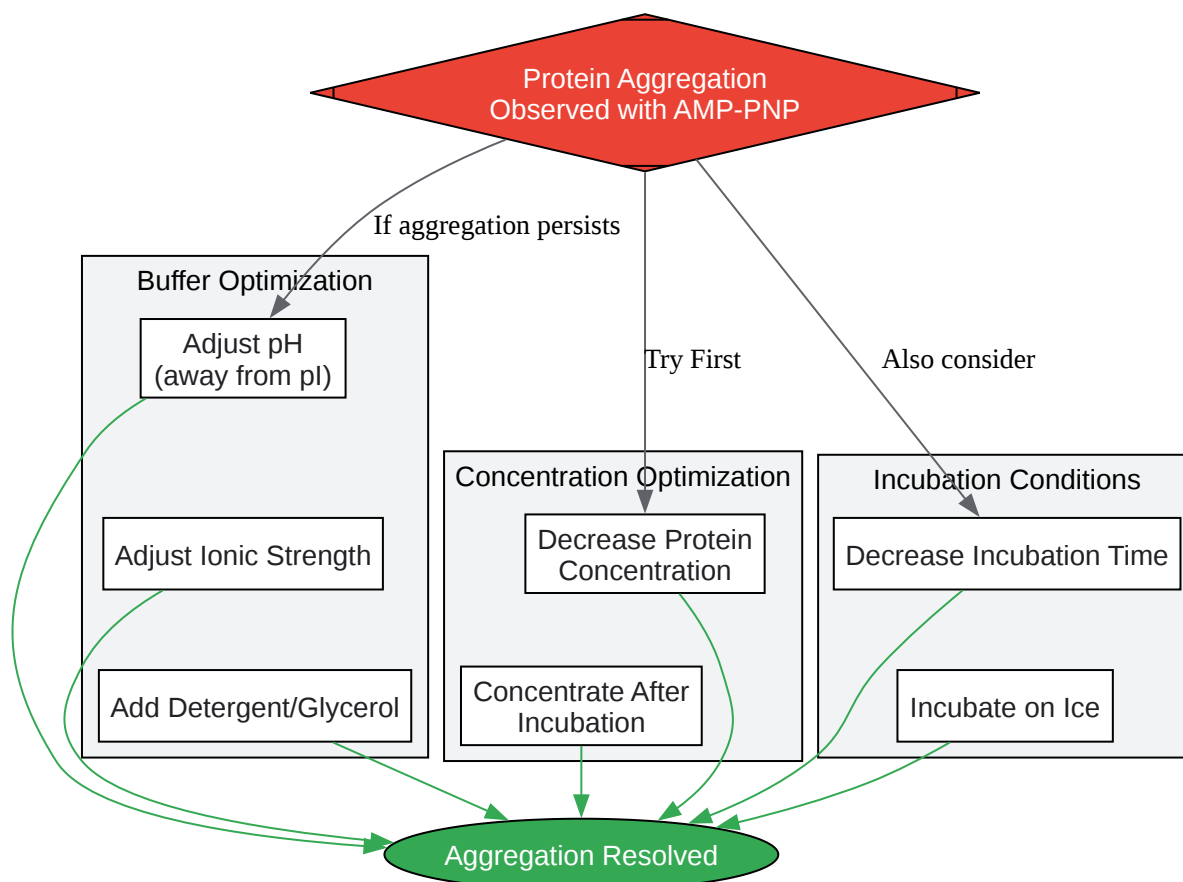 Protein Aggregation
Observed with AMP-PNP
If aggregation persists
Try First
Also consider
Buffer Optimization
Adjust pH
(away from pI)
Adjust Ionic Strength
Add Detergent/Glycerol
Concentration Optimization
Decrease Protein
Concentration
Concentrate After
Incubation
Incubation Conditions
Decrease Incubation Time
Incubate on Ice
Aggregation Resolved